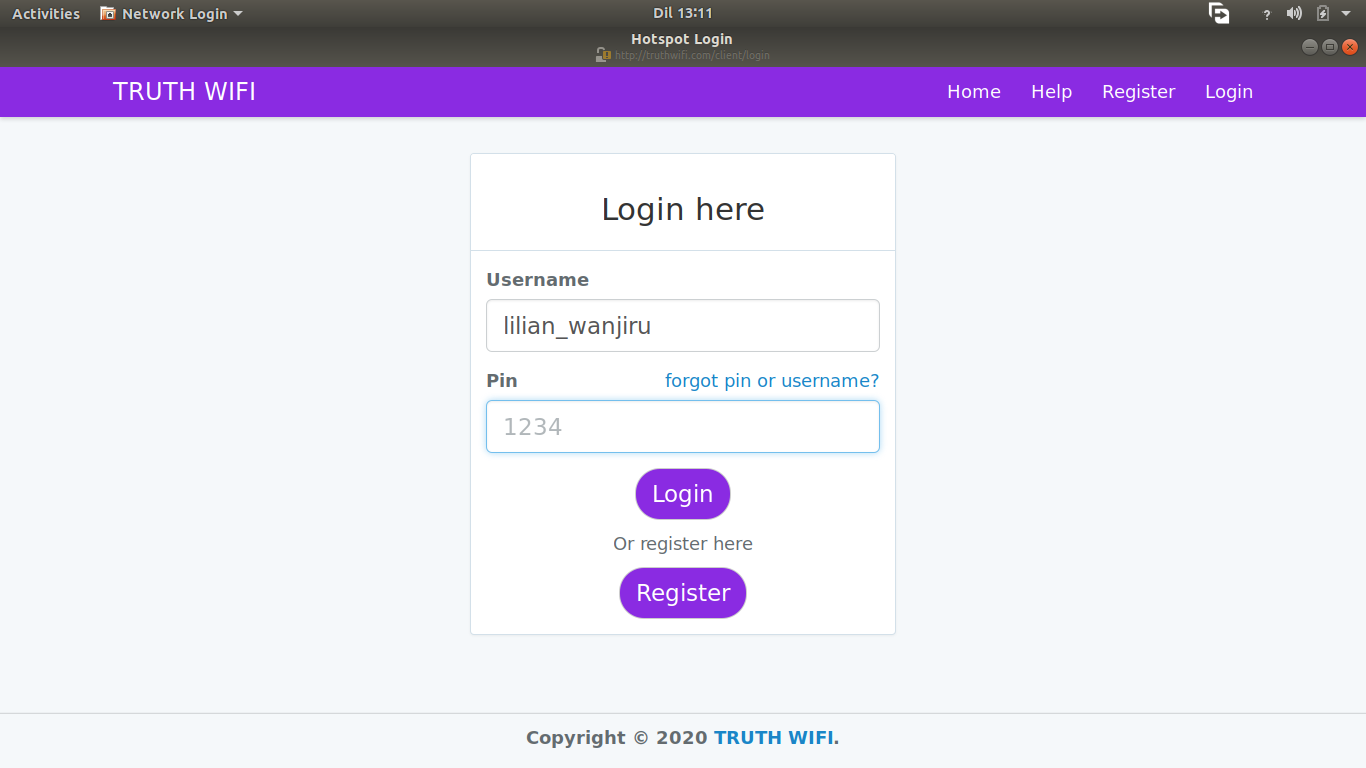 Activities Network Login Dil 13:11 ?
Hotspot Login
http://truthwifi.com/client/login
TRUTH WIFI Home Help Register Login
Login here
Username
lilian_wanjiru
Pin forgot pin or username?
1234
Login
Or register here
Register
Copyright © 2020 TRUTH WIFI.